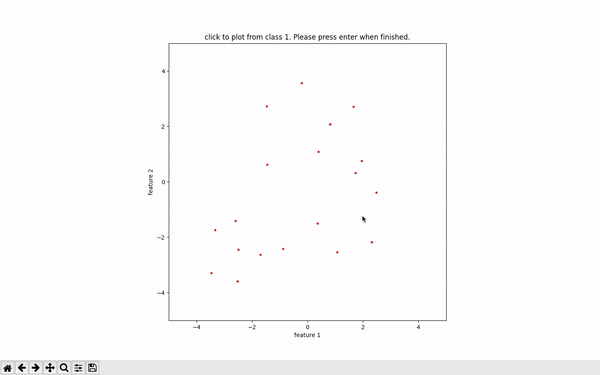 click to plot from class 1. Please press enter when finished.
4
2
0
−2
−4
feature 2
−4 −2 0 2 4
feature 1